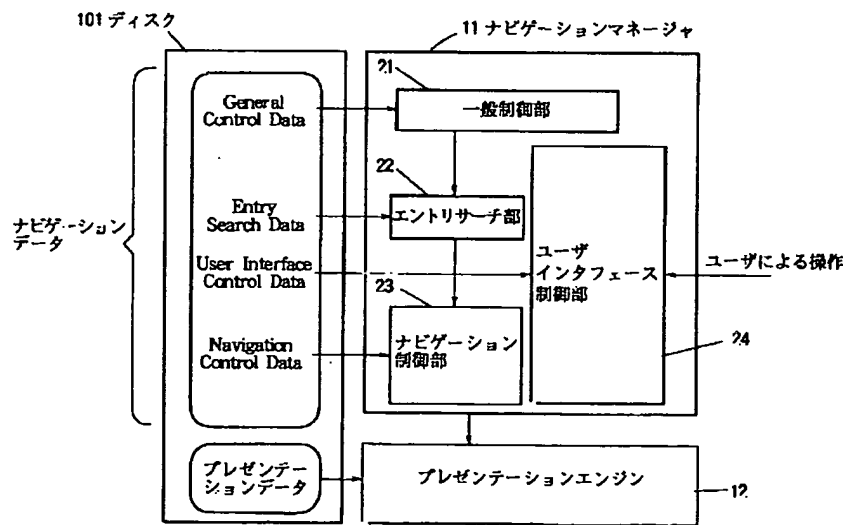 101 ディスク
11 ナビゲーションマネージャ
21
General
Control Data
一般制御部
22
ナビゲーション
データ
Entry
Search Data
エントリサーチ部
User Interface
Control Data
ユーザ
インタフェース
制御部
ユーザによる操作
23
Navigation
Control Data
ナビゲーション
制御部
24
プレゼンテ
ーションデータ
プレゼンテーションエンジン
12